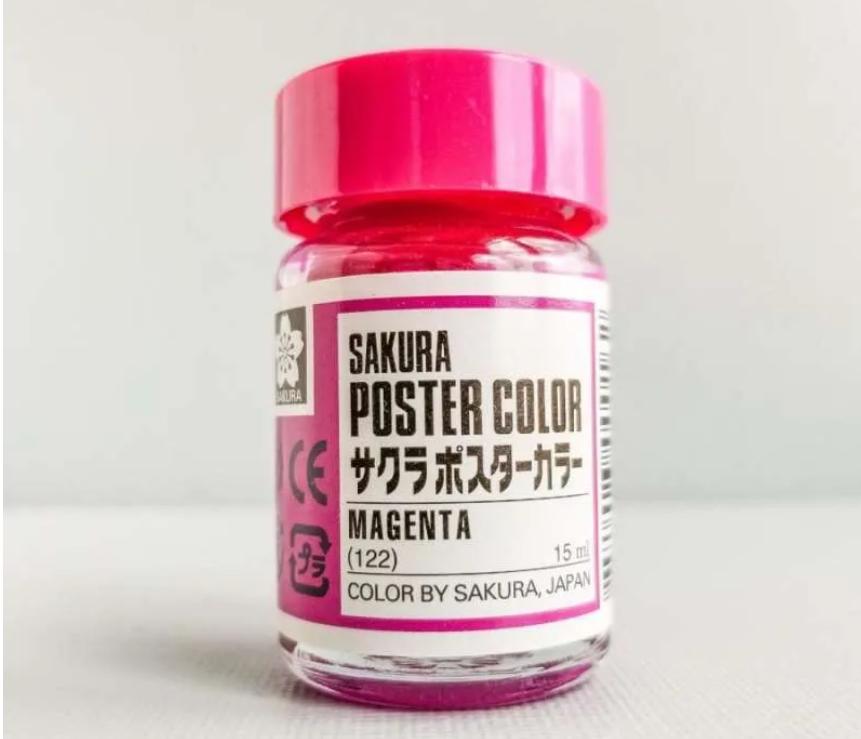 SAKURA
SAKURA
POSTER COLOR
サクラ ポスターカラー
CE
MAGENTA
(122) 15 ml
プラ
COLOR BY SAKURA, JAPAN